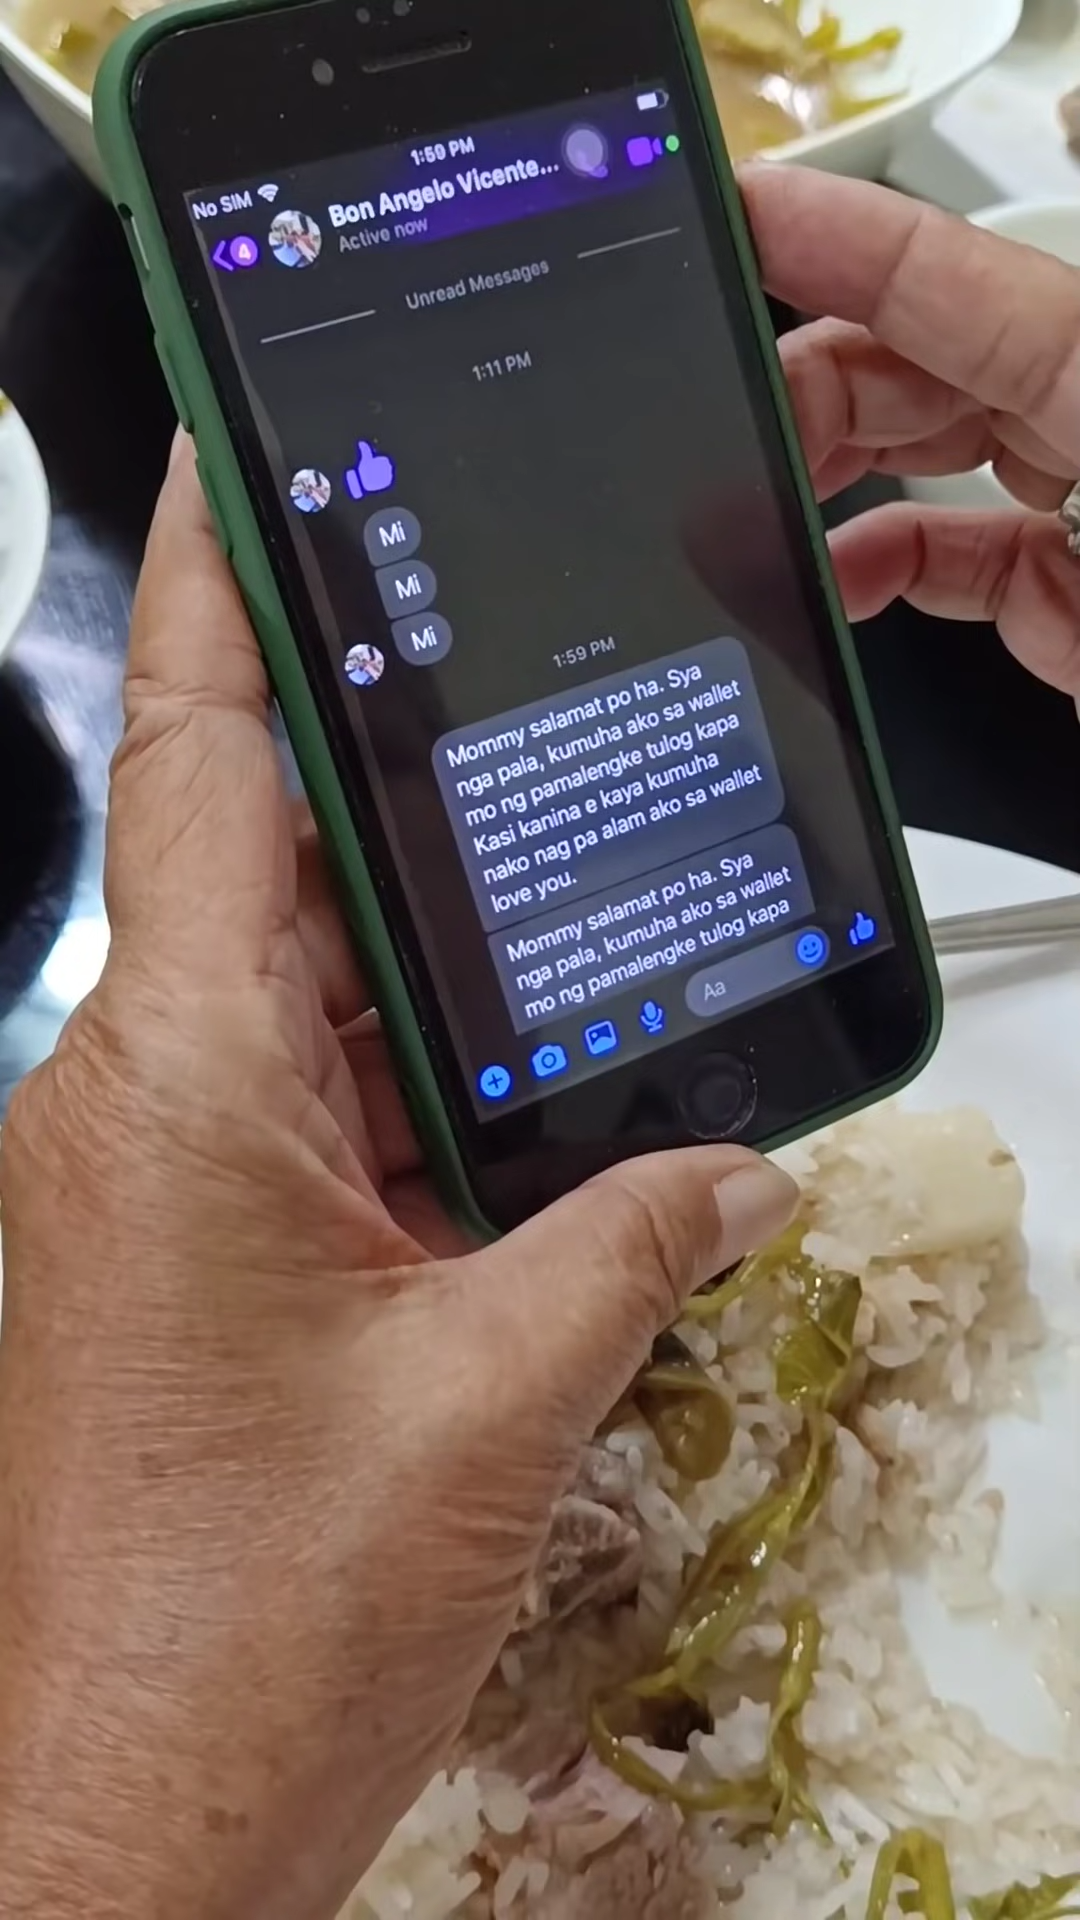 1:59 PM
No SIM
4
Bon Angelo Vicente...
Active now
Unread Messages
1:11 PM
Mi
Mi
Mi
1:59 PM
Mommy salamat po ha. Sya
nga pala, kumuha ako sa wallet
mo ng pamalengke tulog kapa
Kasi kanina e kaya kumuha
nako nag pa alam ako sa wallet
love you.
Mommy salamat po ha. Sya
nga pala, kumuha ako sa wallet
mo ng pamalengke tulog kapa
Aa